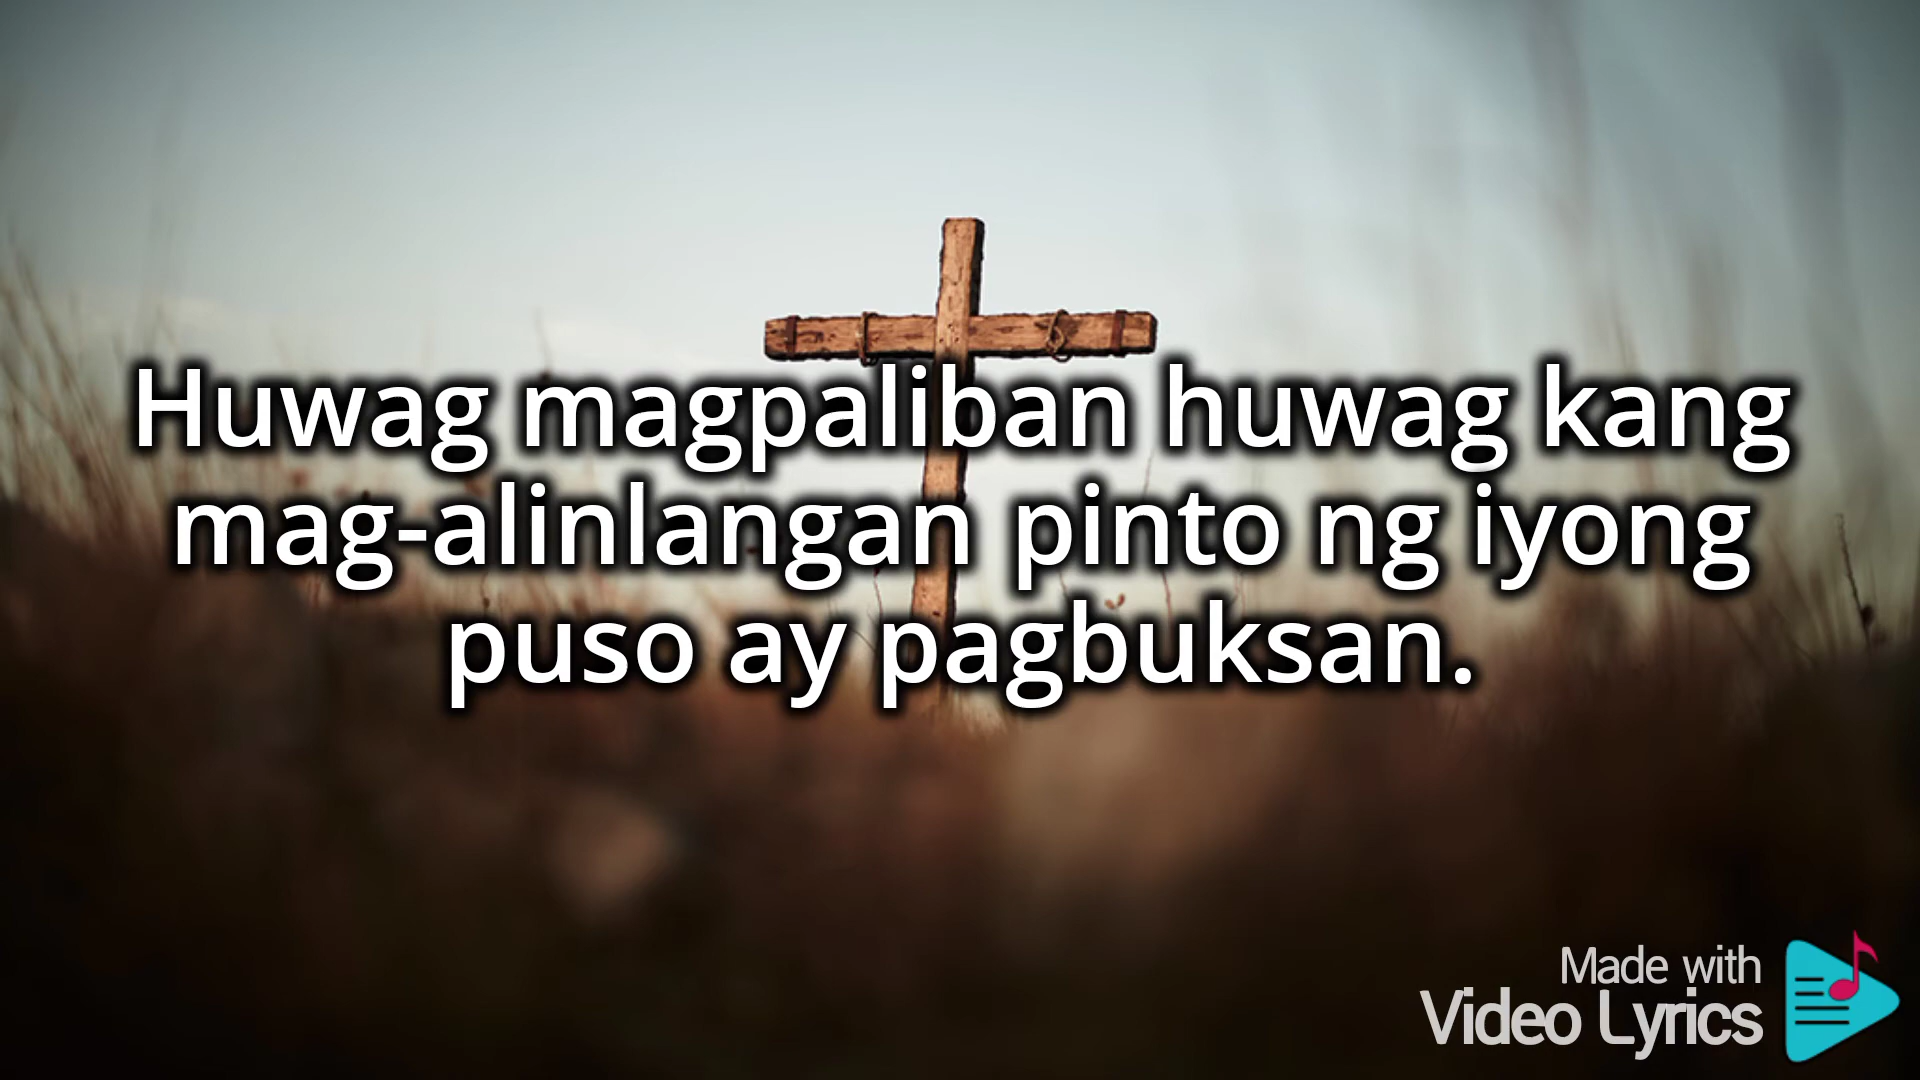 Huwag magpaliban huwag kang
mag-alinlangan pinto ng iyong
puso ay pagbuksan.
Made with
Video Lyrics